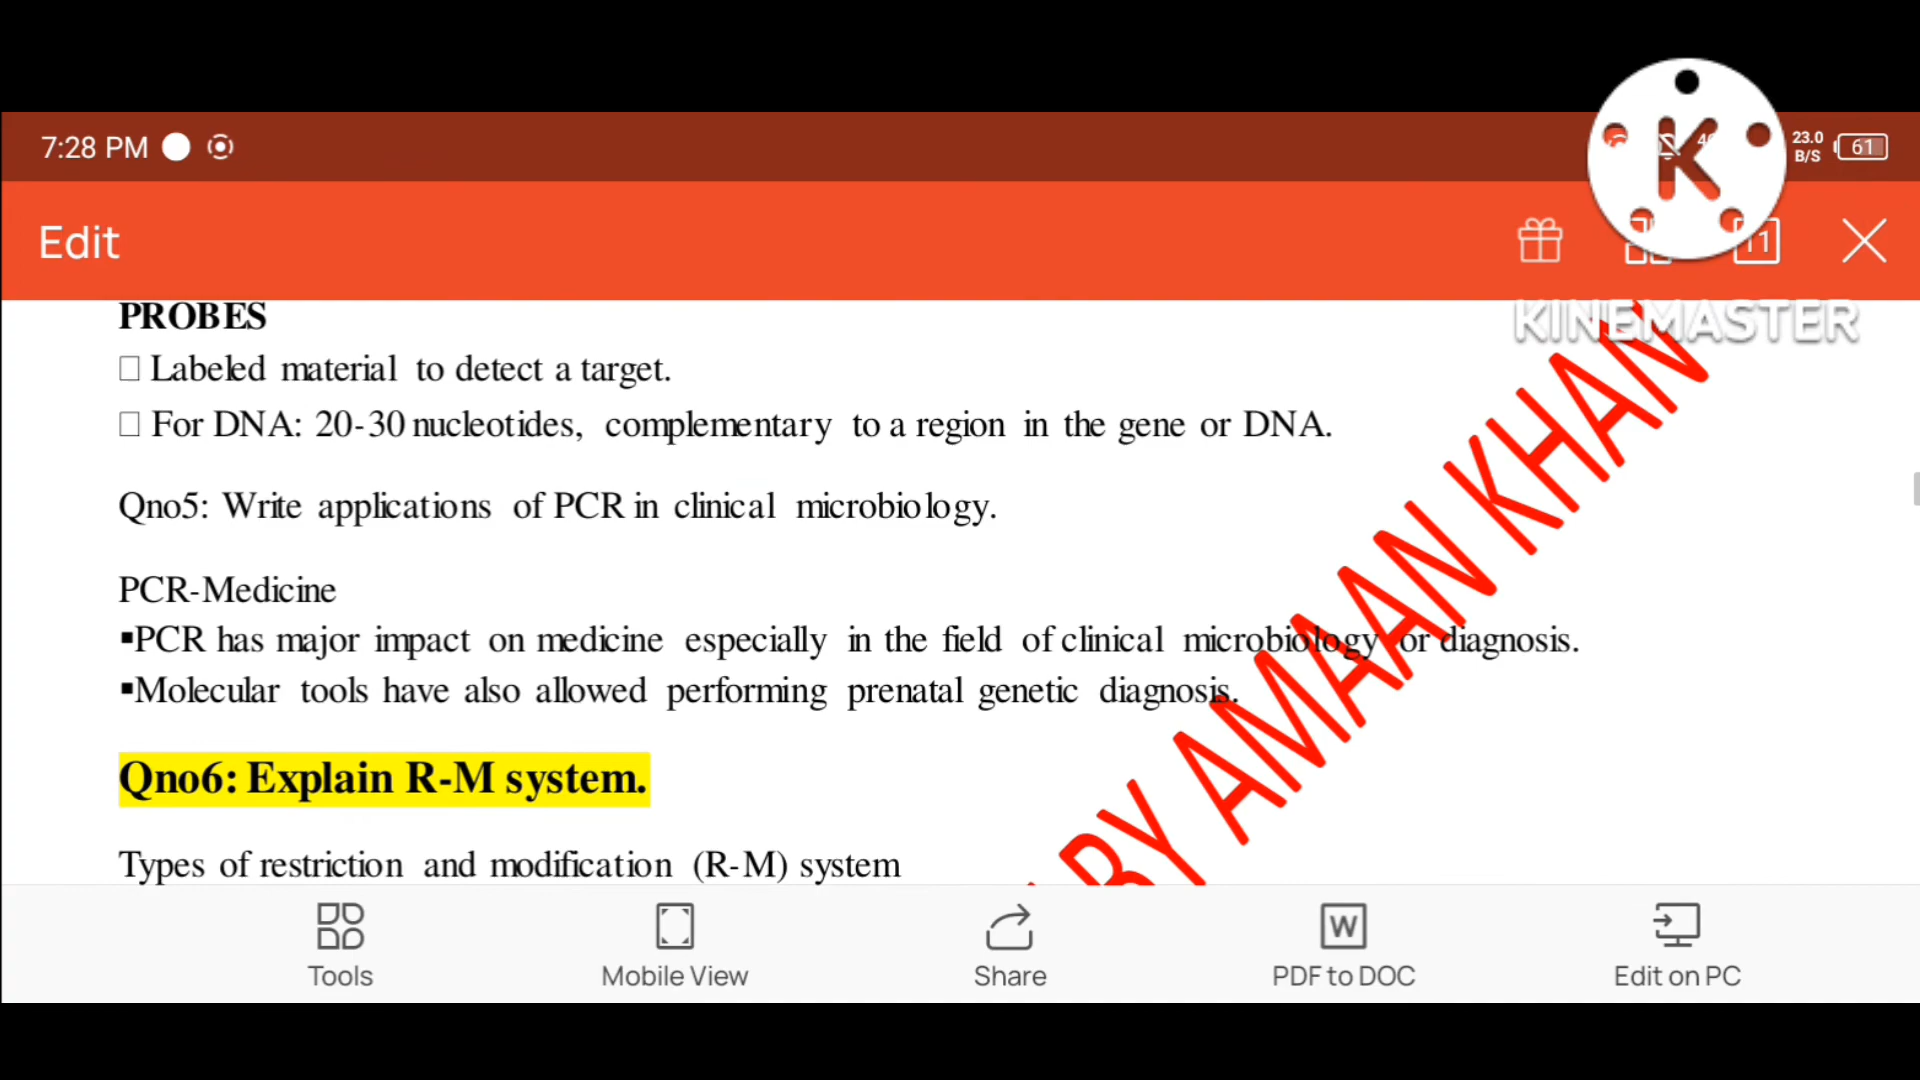 7:28 PM
23.0
B/S
61
Edit
11
K
KINEMASTER
PROBES
□ Labeled material to detect a target.
□ For DNA: 20-30 nucleotides, complementary to a region in the gene or DNA.
Qno5: Write applications of PCR in clinical microbiology.
PCR-Medicine
▪PCR has major impact on medicine especially in the field of clinical microbiology or diagnosis.
▪Molecular tools have also allowed performing prenatal genetic diagnosis.
Qno6: Explain R-M system.
Types of restriction and modification (R-M) system
BY AMAAN KHAN
Tools
Mobile View
Share
W
PDF to DOC
Edit on PC